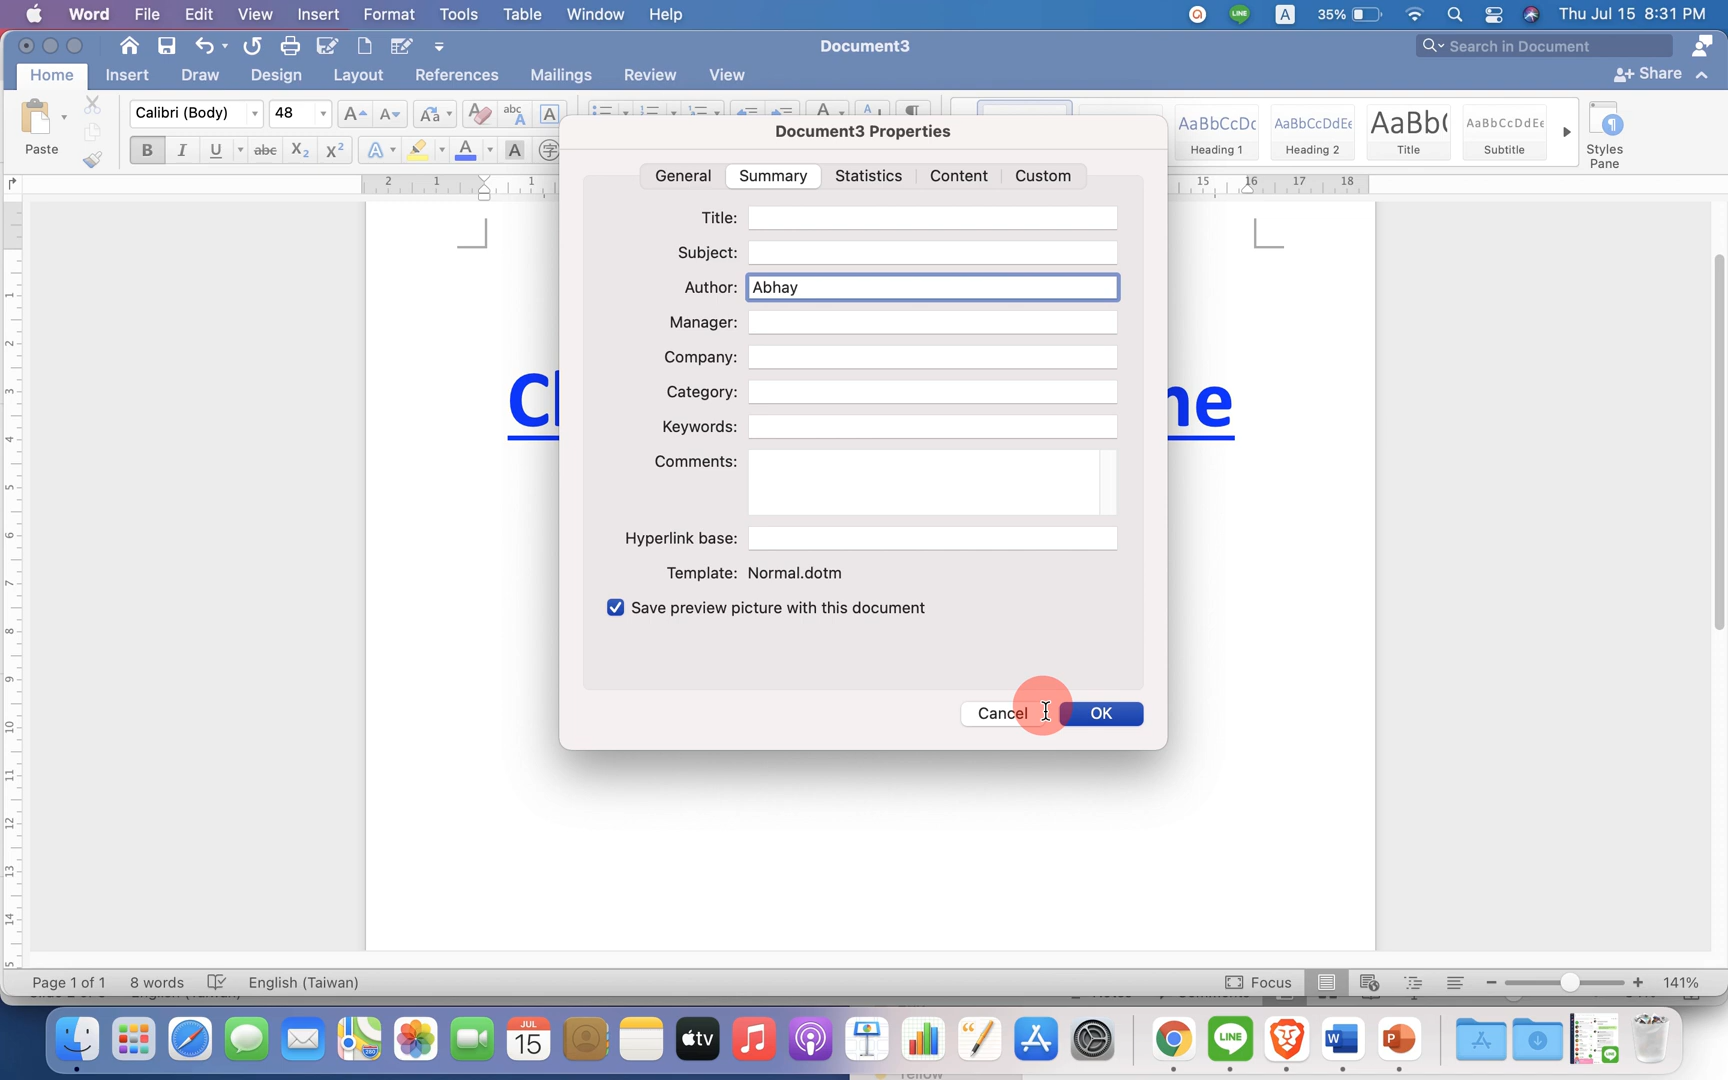 Word File Edit View Insert Format Tools Table Window Help 35% Thu Jul 15 8:31 PM
Document3 Search in Document
Home Insert Draw Design Layout References Mailings Review View Share
Calibri (Body) 48
Paste
AaBbCcDc AaBbCcDdEe AaBb( AaBbCcDdEe
Heading 1 Heading 2 Title Subtitle
Styles
Pane
Document3 Properties
General Summary Statistics Content Custom
Title:
Subject:
Author: Abhay
Manager:
Company:
Category:
Keywords:
Comments:
Hyperlink base:
Template: Normal.dotm
Save preview picture with this document
Cancel OK
Page 1 of 1 8 words English (Taiwan) Focus 141%
JUL
15
tv
LINE